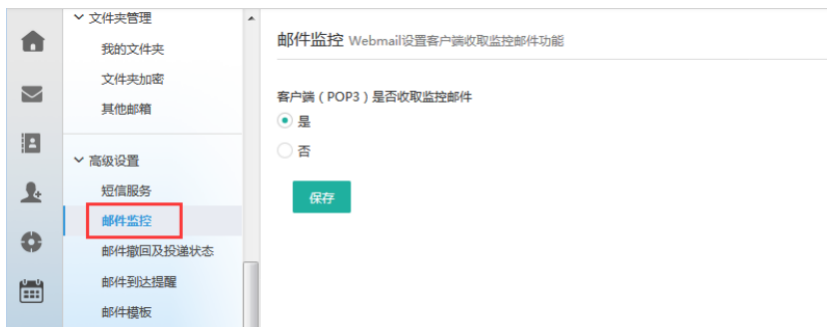 文件夹管理
我的文件夹
文件夹加密
其他邮箱
高级设置
短信服务
邮件监控
邮件撤回及投递状态
邮件到达提醒
邮件模板
邮件监控 Webmail设置客户端收取监控邮件功能
客户端（POP3）是否收取监控邮件
是
否
保存